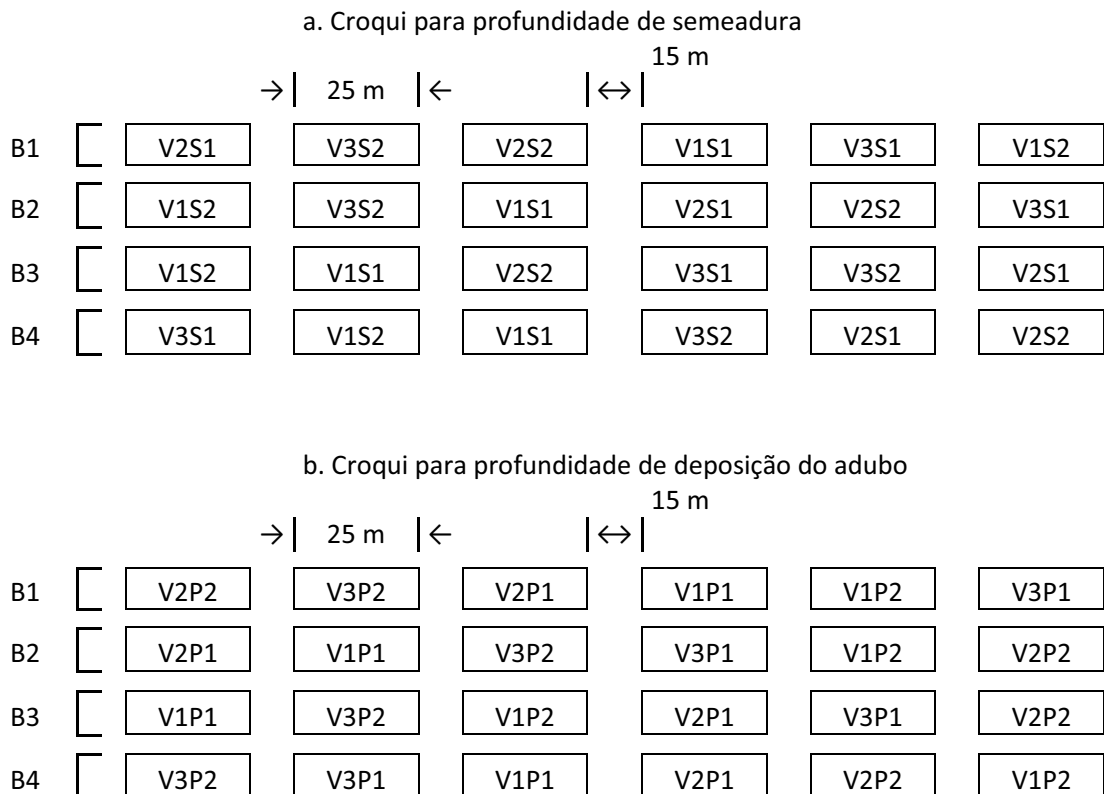 a. Croqui para profundidade de semeadura
15 m
→ 25 m ← ↔
B1 V2S1 V3S2 V2S2 V1S1 V3S1 V1S2
B2 V1S2 V3S2 V1S1 V2S1 V2S2 V3S1
B3 V1S2 V1S1 V2S2 V3S1 V3S2 V2S1
B4 V3S1 V1S2 V1S1 V3S2 V2S1 V2S2
b. Croqui para profundidade de deposição do adubo
15 m
→ 25 m ← ↔
B1 V2P2 V3P2 V2P1 V1P1 V1P2 V3P1
B2 V2P1 V1P1 V3P2 V3P1 V1P2 V2P2
B3 V1P1 V3P2 V1P2 V2P1 V3P1 V2P2
B4 V3P2 V3P1 V1P1 V2P1 V2P2 V1P2